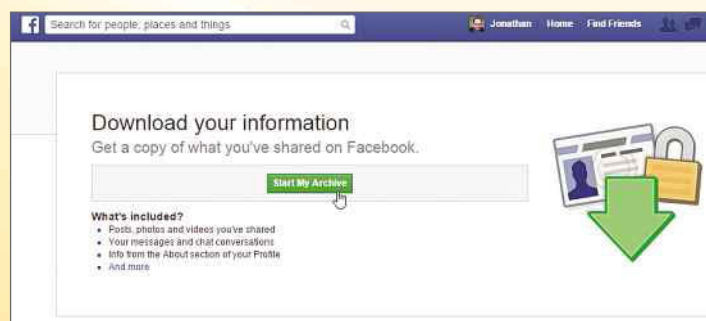 f Search for people, places and things Jonathan Home Find Friends
Download your information
Get a copy of what you've shared on Facebook.
Start My Archive
What's included?
• Posts, photos and videos you've shared
• Your messages and chat conversations
• Info from the About section of your Profile
• And more